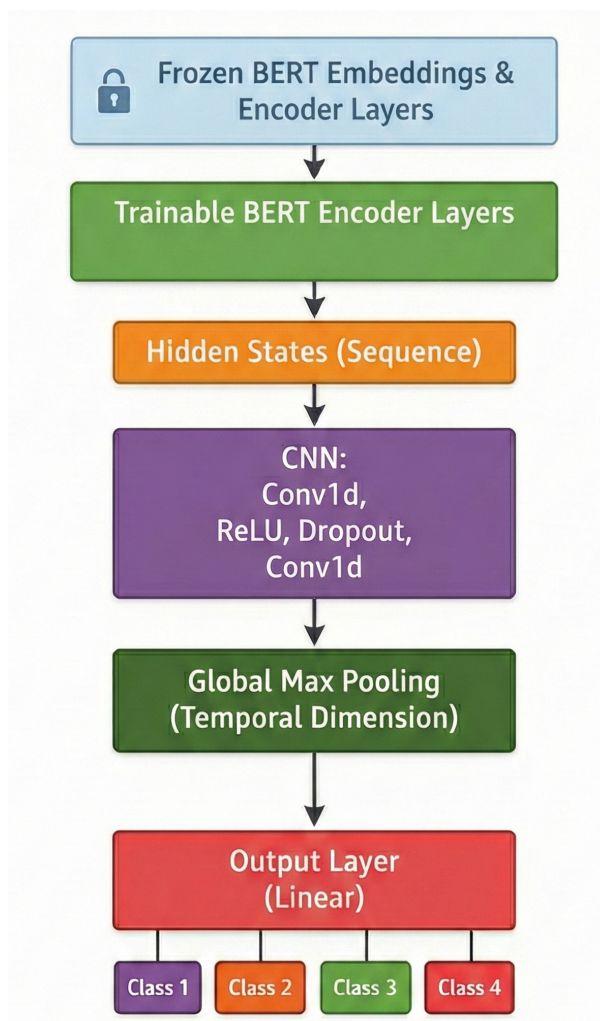 Frozen BERT Embeddings &
Encoder Layers
Trainable BERT Encoder Layers
Hidden States (Sequence)
CNN:
Conv1d,
ReLU, Dropout,
Conv1d
Global Max Pooling
(Temporal Dimension)
Output Layer
(Linear)
Class 1
Class 2
Class 3
Class 4